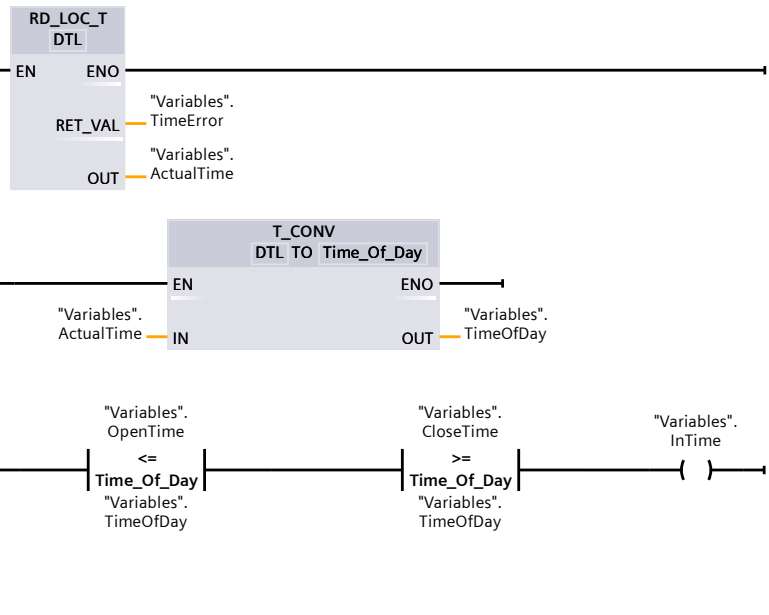 RD_LOC_T
DTL
EN ENO
"Variables".
RET_VAL TimeError
"Variables".
OUT ActualTime
T_CONV
DTL TO Time_Of_Day
EN ENO
"Variables". "Variables".
ActualTime IN OUT TimeOfDay
"Variables". "Variables". "Variables".
OpenTime CloseTime InTime
<= >=
Time_Of_Day Time_Of_Day ( )
"Variables". "Variables".
TimeOfDay TimeOfDay